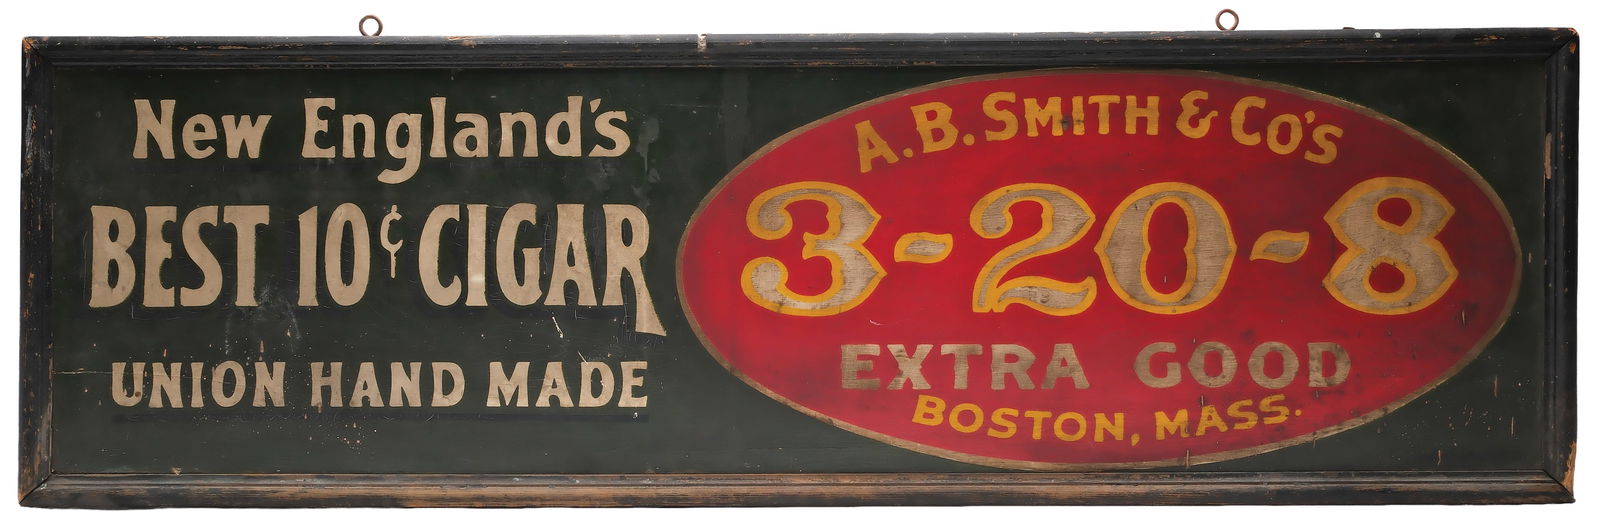 New England's
BEST 10¢ CIGAR
UNION HAND MADE
A.B. SMITH & CO'S
3-20-8
EXTRA GOOD
BOSTON, MASS.